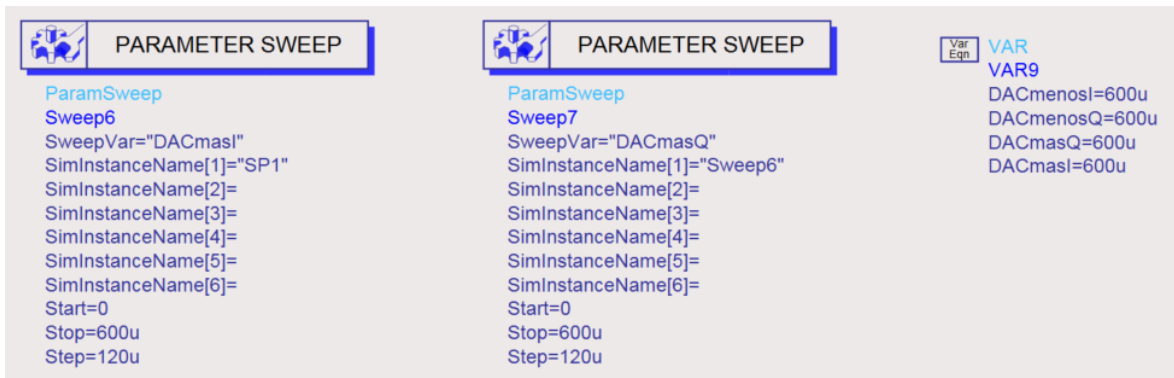 PARAMETER SWEEP
ParamSweep
Sweep6
SweepVar="DACmasI"
SimInstanceName[1]="SP1"
SimInstanceName[2]=
SimInstanceName[3]=
SimInstanceName[4]=
SimInstanceName[5]=
SimInstanceName[6]=
Start=0
Stop=600u
Step=120u
PARAMETER SWEEP
ParamSweep
Sweep7
SweepVar="DACmasQ"
SimInstanceName[1]="Sweep6"
SimInstanceName[2]=
SimInstanceName[3]=
SimInstanceName[4]=
SimInstanceName[5]=
SimInstanceName[6]=
Start=0
Stop=600u
Step=120u
Var
Eqn
VAR
VAR9
DACmenosI=600u
DACmenosQ=600u
DACmasQ=600u
DACmasI=600u